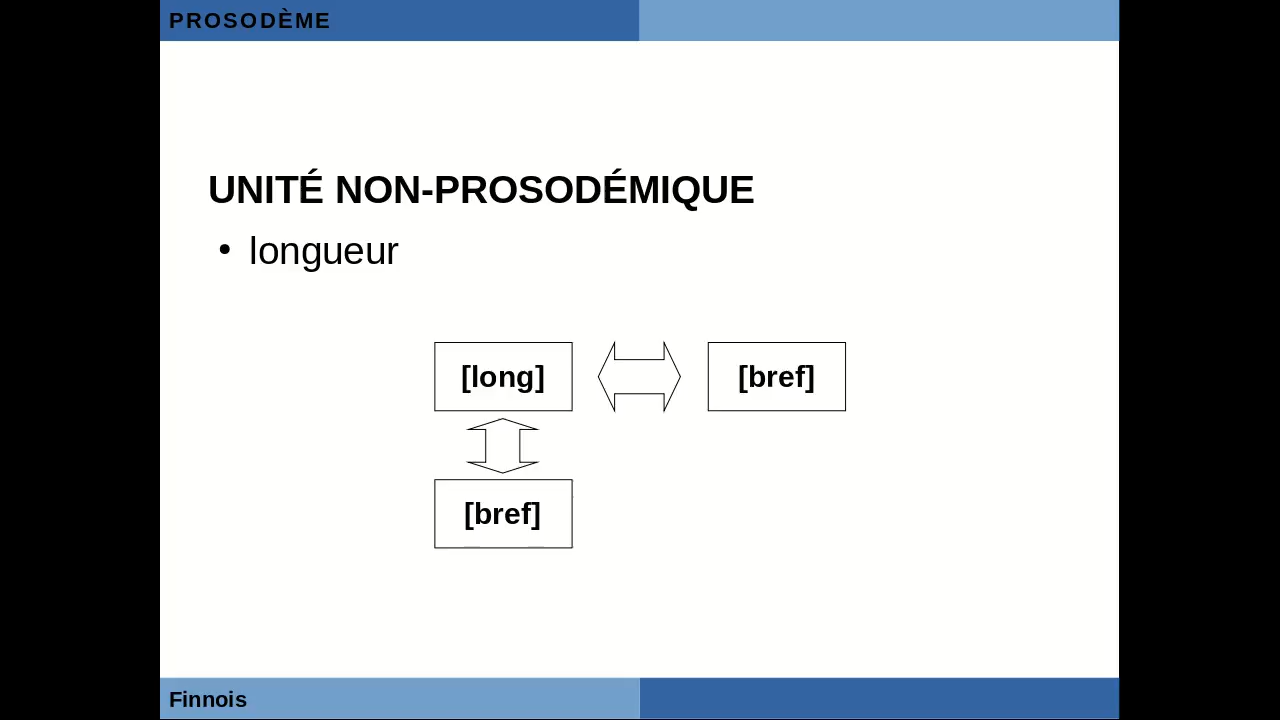 PROSODÈME
UNITÉ NON-PROSODÉMIQUE
• longueur
[long] [bref]
[bref]
Finnois